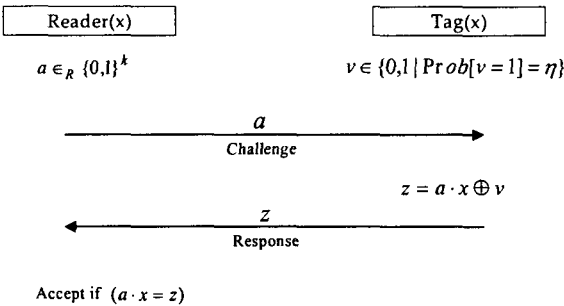 Reader(x) Tag(x)
a ∈_R {0,1}^k v ∈ {0,1 | Prob[v = 1] = η}
a
Challenge
z = a · x ⊕ v
z
Response
Accept if (a · x = z)